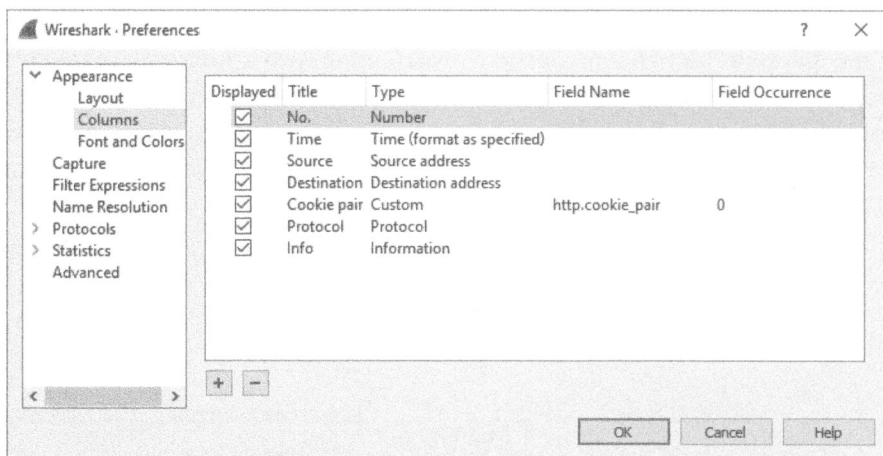 Wireshark · Preferences
?
Appearance
Layout
Columns
Font and Colors
Capture
Filter Expressions
Name Resolution
Protocols
Statistics
Advanced
Displayed Title Type Field Name Field Occurrence
No. Number
Time Time (format as specified)
Source Source address
Destination Destination address
Cookie pair Custom http.cookie_pair 0
Protocol Protocol
Info Information
+ −
OK Cancel Help